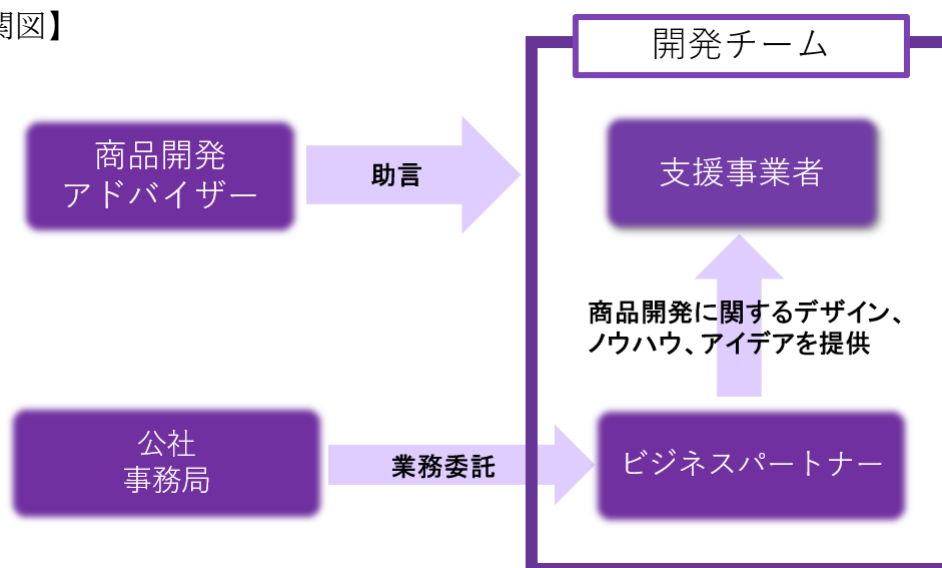 関図】
開発チーム
商品開発
アドバイザー
助言
支援事業者
商品開発に関するデザイン、
ノウハウ、アイデアを提供
公社
事務局
業務委託
ビジネスパートナー